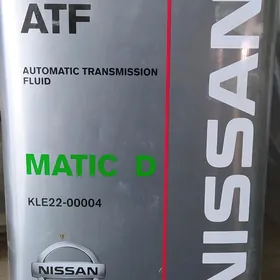 ATF
AUTOMATIC TRANSMISSION
FLUID
MATIC D
KLE22-00004
NISSAN
NISSAN